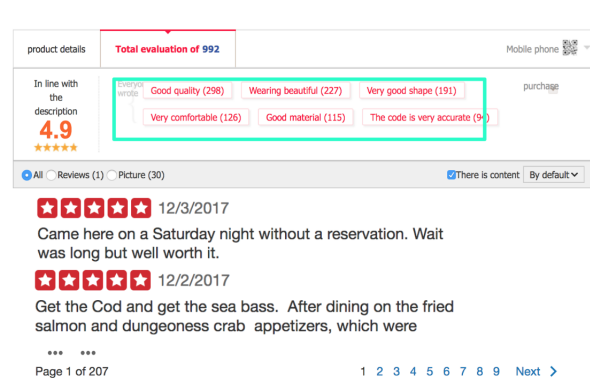 product details
Total evaluation of 992
Mobile phone
In line with
the
description
4.9
Everyo
wrote
Good quality (298)
Wearing beautiful (227)
Very good shape (191)
purchase
Very comfortable (126)
Good material (115)
The code is very accurate (9
All
Reviews (1)
Picture (30)
There is content
By default
12/3/2017
Came here on a Saturday night without a reservation. Wait
was long but well worth it.
12/2/2017
Get the Cod and get the sea bass. After dining on the fried
salmon and dungeoness crab appetizers, which were
... ...
Page 1 of 207
1 2 3 4 5 6 7 8 9 Next >